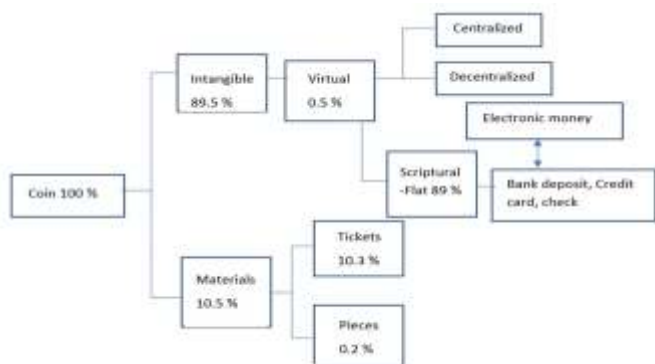 Centralized
Intangible
89.5 %
Virtual
0.5 %
Decentralized
Electronic money
Scriptural
-Flat 89 %
Bank deposit, Credit
card, check
Coin 100 %
Tickets
10.3 %
Materials
10.5 %
Pieces
0.2 %